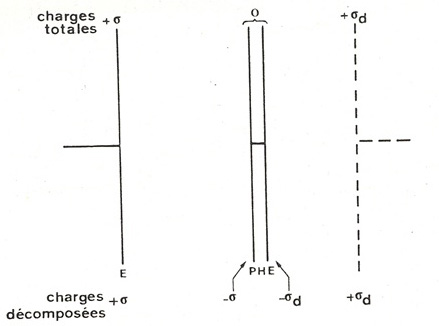 charges
totales +σ
O
+σd
E
PHE
charges
décomposées +σ
-σ
-σd
+σd